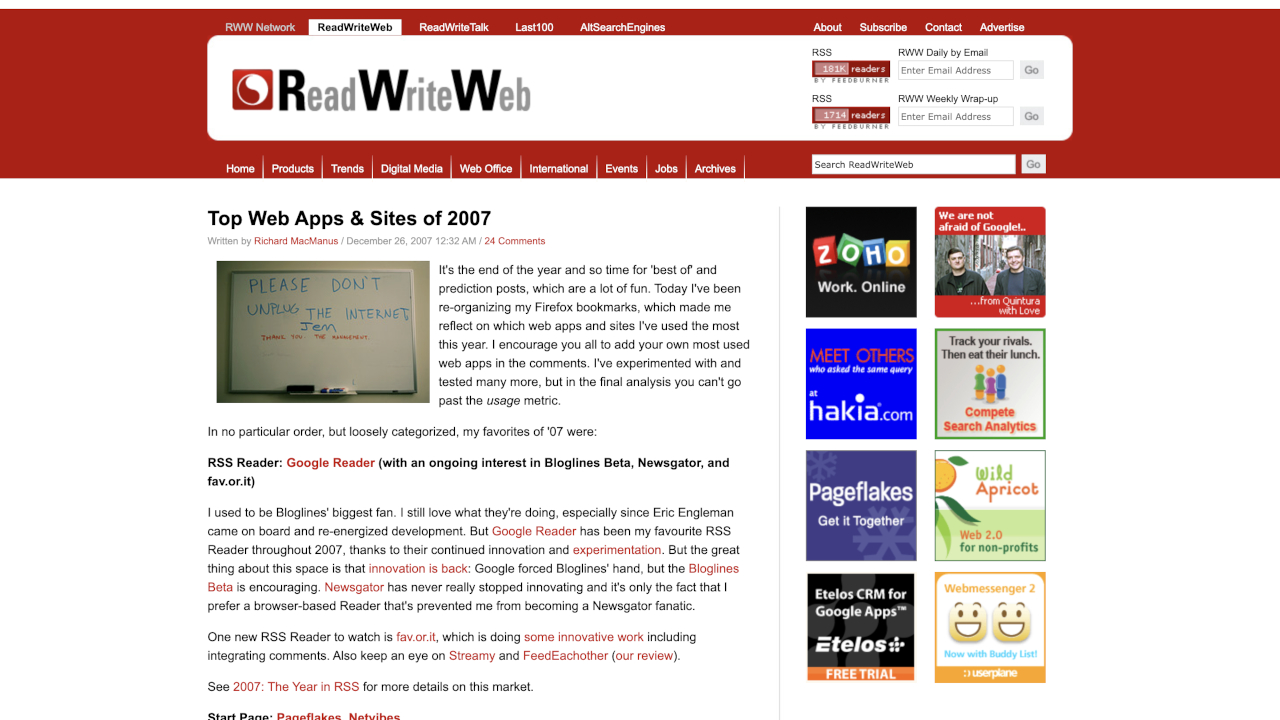 RWW Network ReadWriteWeb ReadWriteTalk Last100 AltSearchEngines About Subscribe Contact Advertise
ReadWriteWeb
RSS RWW Daily by Email
181K readers Enter Email Address Go
BY FEEDBURNER
RSS RWW Weekly Wrap-up
1714 readers Enter Email Address Go
BY FEEDBURNER
Home Products Trends Digital Media Web Office International Events Jobs Archives
Search ReadWriteWeb Go
Top Web Apps & Sites of 2007
Written by Richard MacManus / December 26, 2007 12:32 AM / 24 Comments
PLEASE DON'T
UNPLUG THE INTERNET
Jen
THANK YOU. THE MANAGEMENT.
It's the end of the year and so time for 'best of' and
prediction posts, which are a lot of fun. Today I've been
re-organizing my Firefox bookmarks, which made me
reflect on which web apps and sites I've used the most
this year. I encourage you all to add your own most used
web apps in the comments. I've experimented with and
tested many more, but in the final analysis you can't go
past the usage metric.
In no particular order, but loosely categorized, my favorites of '07 were:
RSS Reader: Google Reader (with an ongoing interest in Bloglines Beta, Newsgator, and
fav.or.it)
I used to be Bloglines' biggest fan. I still love what they're doing, especially since Eric Engleman
came on board and re-energized development. But Google Reader has been my favourite RSS
Reader throughout 2007, thanks to their continued innovation and experimentation. But the great
thing about this space is that innovation is back: Google forced Bloglines' hand, but the Bloglines
Beta is encouraging. Newsgator has never really stopped innovating and it's only the fact that I
prefer a browser-based Reader that's prevented me from becoming a Newsgator fanatic.
One new RSS Reader to watch is fav.or.it, which is doing some innovative work including
integrating comments. Also keep an eye on Streamy and FeedEachother (our review).
See 2007: The Year in RSS for more details on this market.
Start Page: Pageflakes, Netvibes
ZOHO
Work. Online
We are not
afraid of Google!..
...from Quintura
with Love
MEET OTHERS
who asked the same query
at
hakia.com
Track your rivals.
Then eat their lunch.
Compete
Search Analytics
Pageflakes
Get it Together
Wild
Apricot
Web 2.0
for non-profits
Etelos CRM for
Google Apps™
Etelos
FREE TRIAL
Webmessenger 2
Now with Buddy List!
userplane